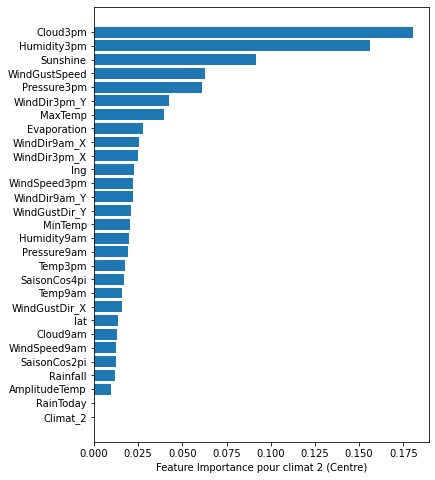 Cloud3pm
Humidity3pm
Sunshine
WindGustSpeed
Pressure3pm
WindDir3pm_Y
MaxTemp
Evaporation
WindDir9am_X
WindDir3pm_X
lng
WindSpeed3pm
WindDir9am_Y
WindGustDir_Y
MinTemp
Humidity9am
Pressure9am
Temp3pm
SaisonCos4pi
Temp9am
WindGustDir_X
lat
Cloud9am
WindSpeed9am
SaisonCos2pi
Rainfall
AmplitudeTemp
RainToday
Climat_2
0.000 0.025 0.050 0.075 0.100 0.125 0.150 0.175
Feature Importance pour climat 2 (Centre)